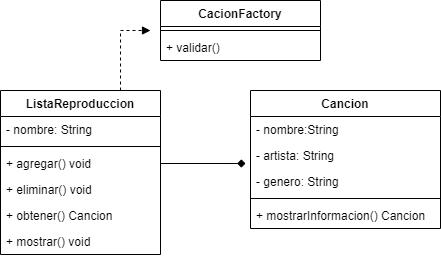 CacionFactory
+ validar()
ListaReproduccion
- nombre: String
+ agregar() void
+ eliminar() void
+ obtener() Cancion
+ mostrar() void
Cancion
- nombre:String
- artista: String
- genero: String
+ mostrarInformacion() Cancion